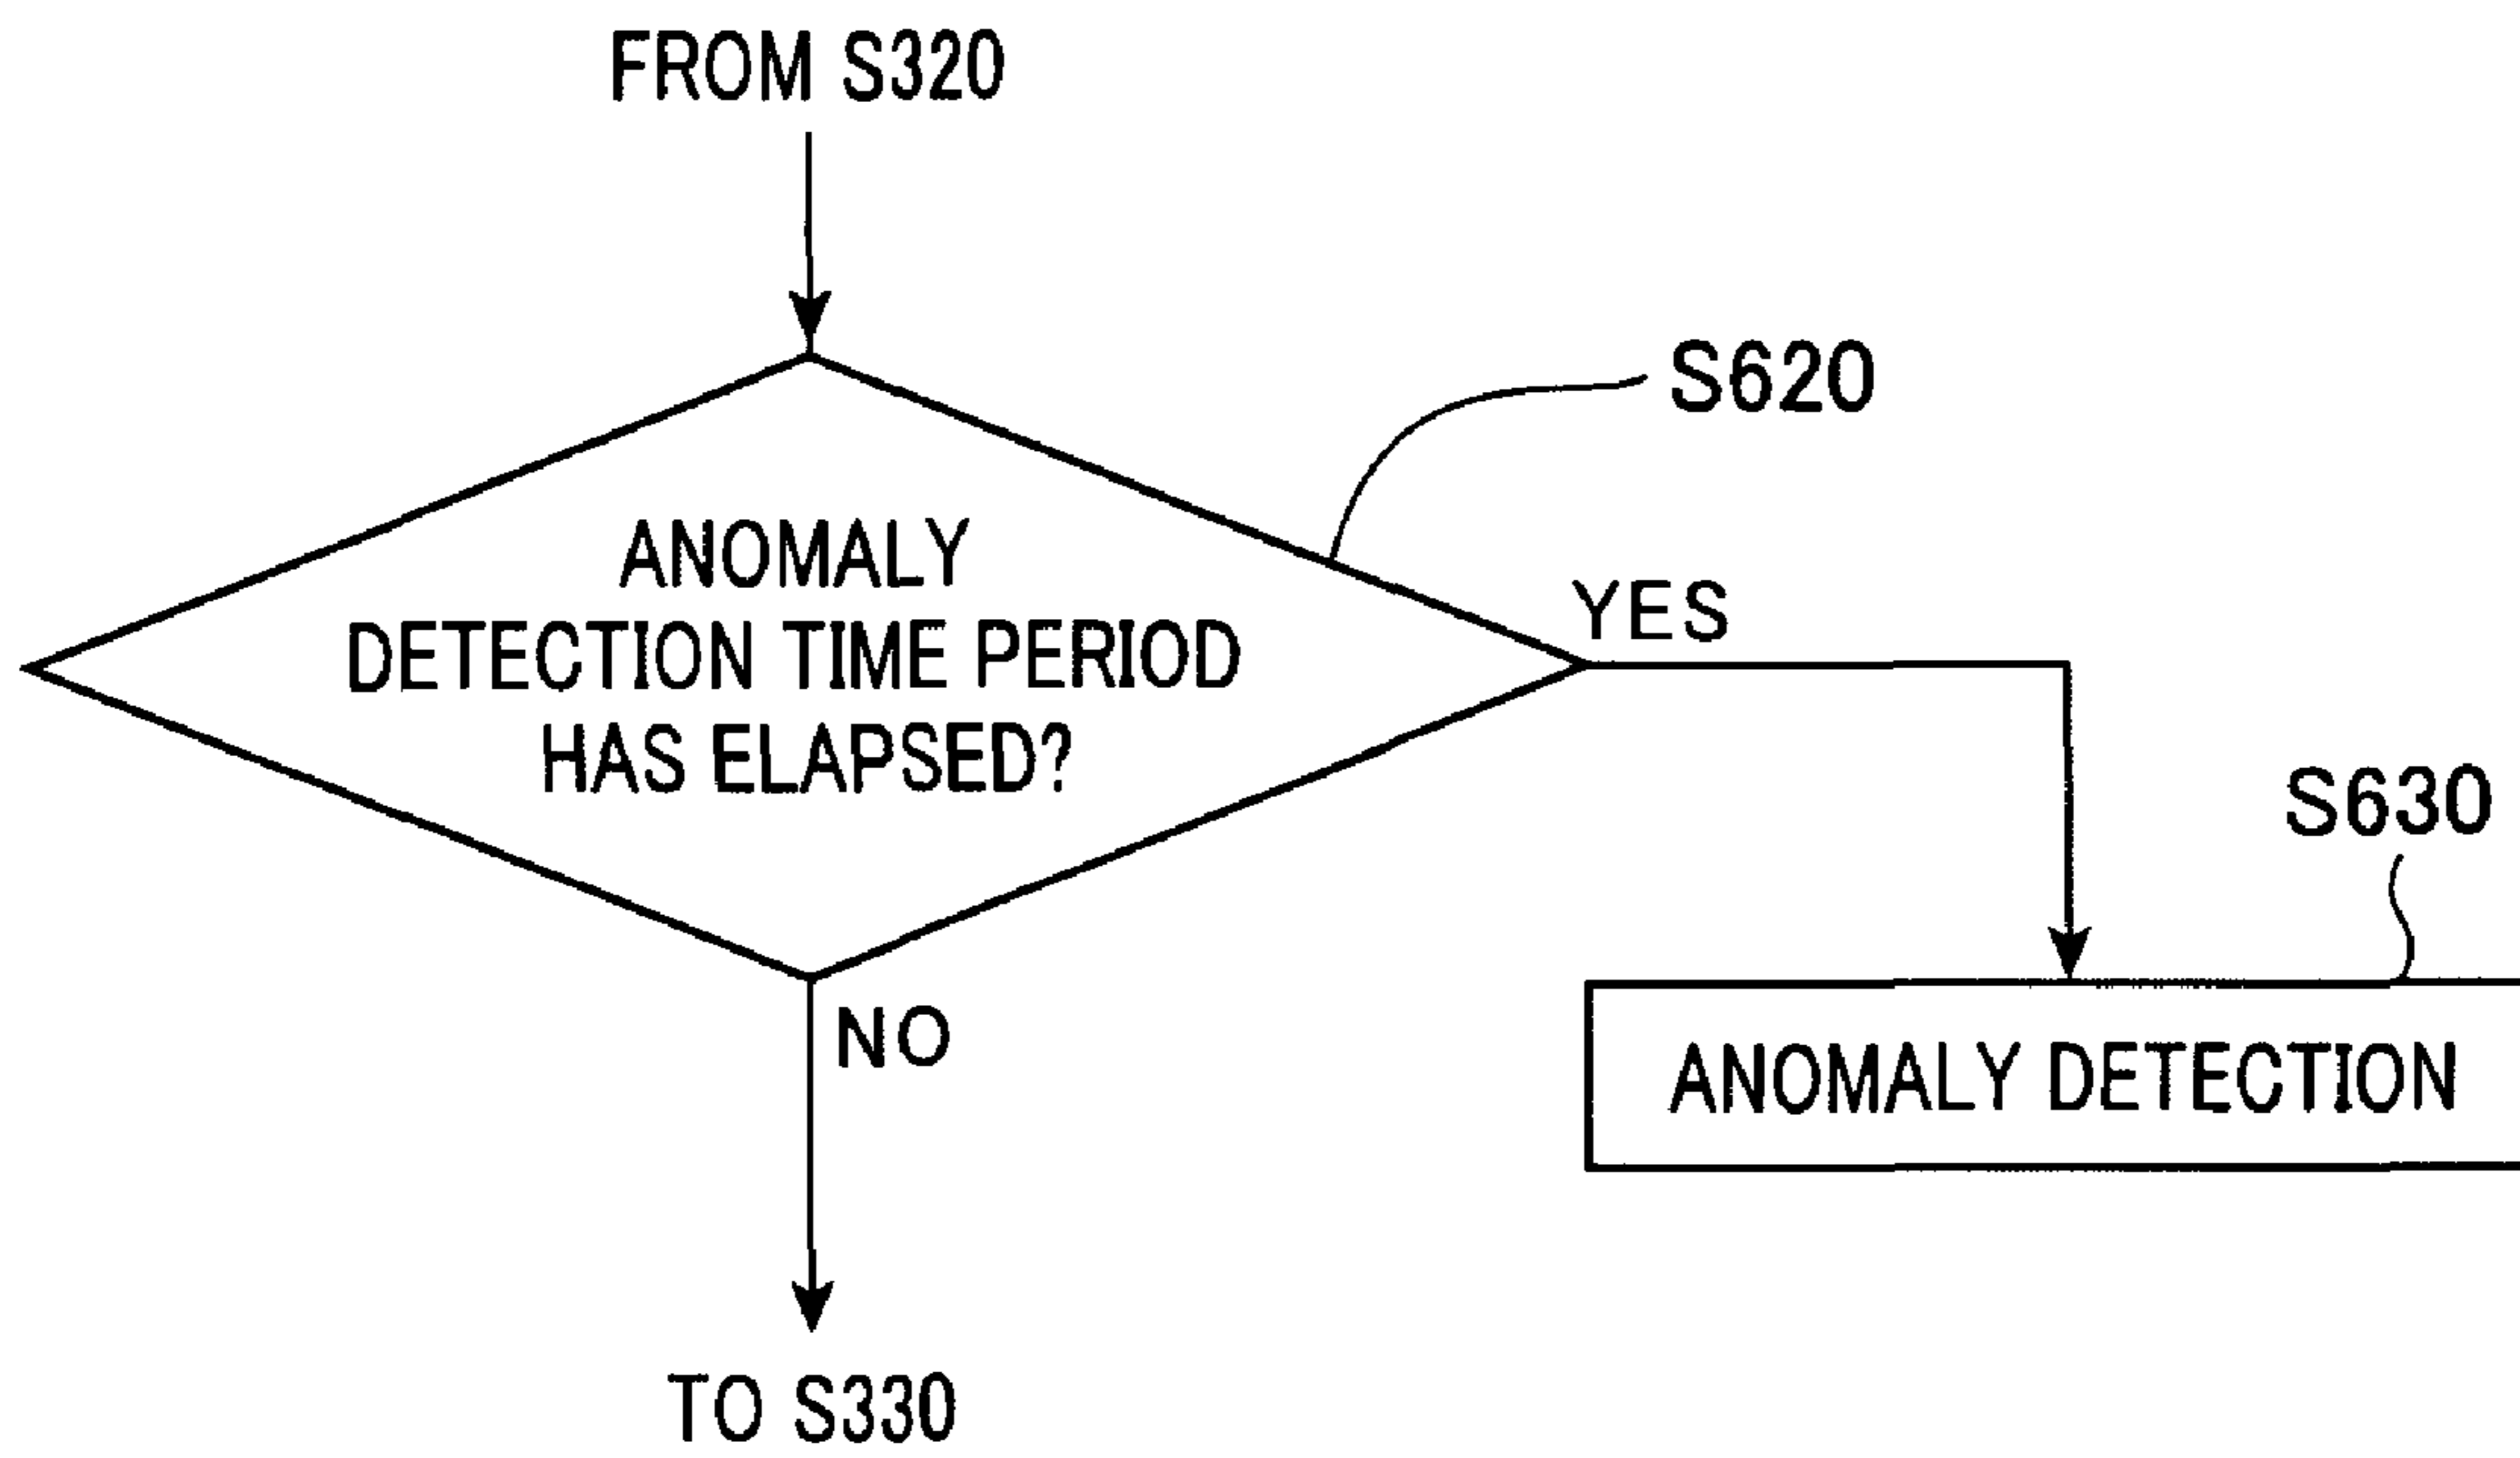 FROM S320
S620
ANOMALY
DETECTION TIME PERIOD
HAS ELAPSED?
YES
S630
NO
ANOMALY DETECTION
TO S330